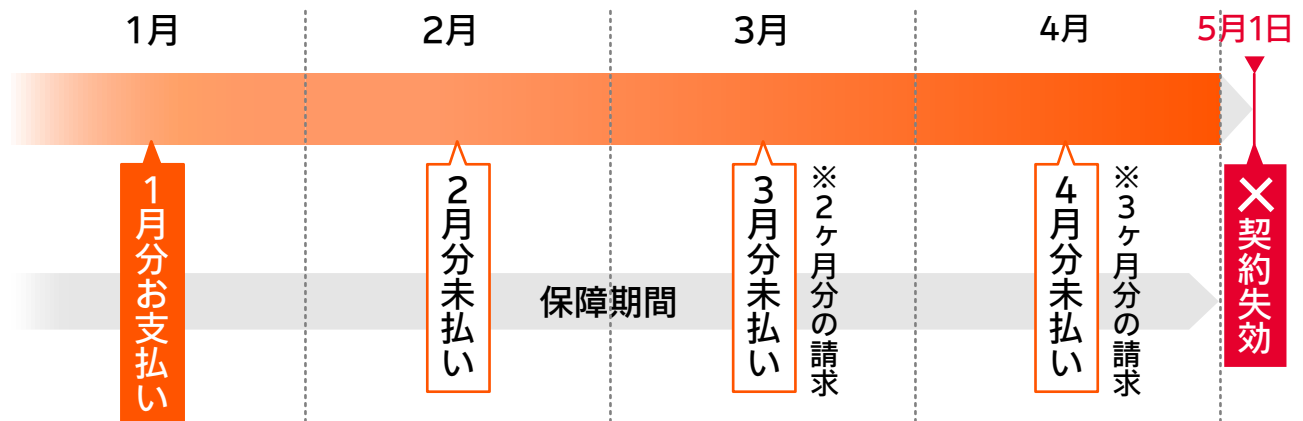 1月
2月
3月
4月
5月1日
1月分お支払い
2月分未払い
3月分未払い
※2ヶ月分の請求
4月分未払い
※3ヶ月分の請求
×契約失効
保障期間